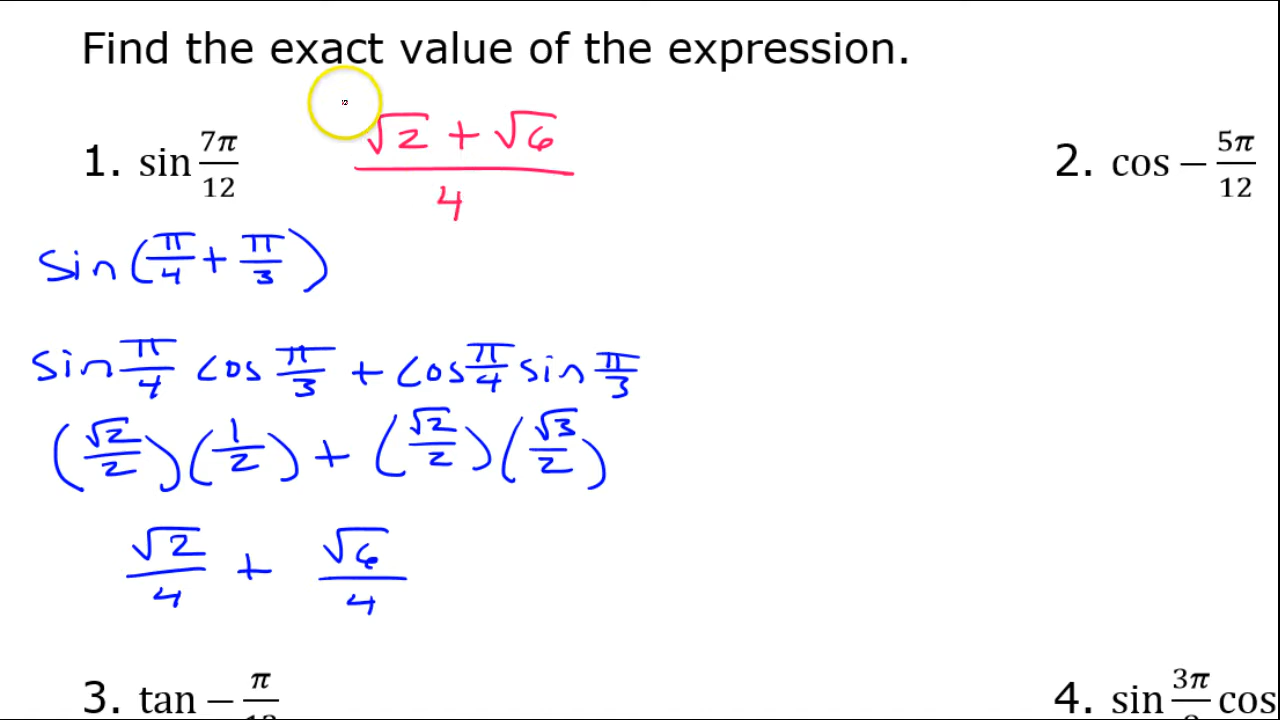 Find the exact value of the expression.
1. sin 7π/12
(√2 + √6)/4
2. cos − 5π/12
sin(π/4 + π/3)
sin π/4 cos π/3 + cos π/4 sin π/3
(√2/2)(1/2) + (√2/2)(√3/2)
√2/4 + √6/4
3. tan − π/
4. sin 3π/ cos